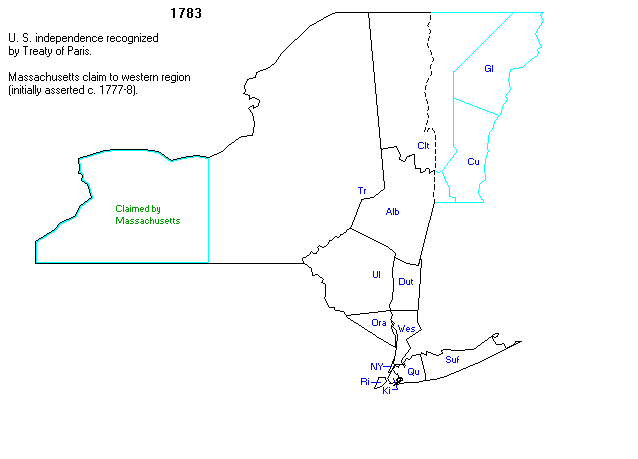 1783
U. S. independence recognized
by Treaty of Paris.
Massachusetts claim to western region
(initially asserted c. 1777-8).
Gl
Clt
Cu
Tr
Claimed by
Massachusetts
Alb
Ul
Dut
Ora
Wes
Suf
NY
Qu
Ri
Ki